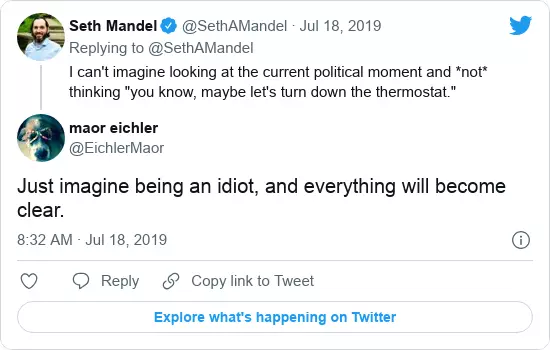 Seth Mandel @SethAMandel · Jul 18, 2019
Replying to @SethAMandel
I can't imagine looking at the current political moment and *not*
thinking "you know, maybe let's turn down the thermostat."
maor eichler
@EichlerMaor
Just imagine being an idiot, and everything will become
clear.
8:32 AM · Jul 18, 2019
Reply Copy link to Tweet
Explore what's happening on Twitter